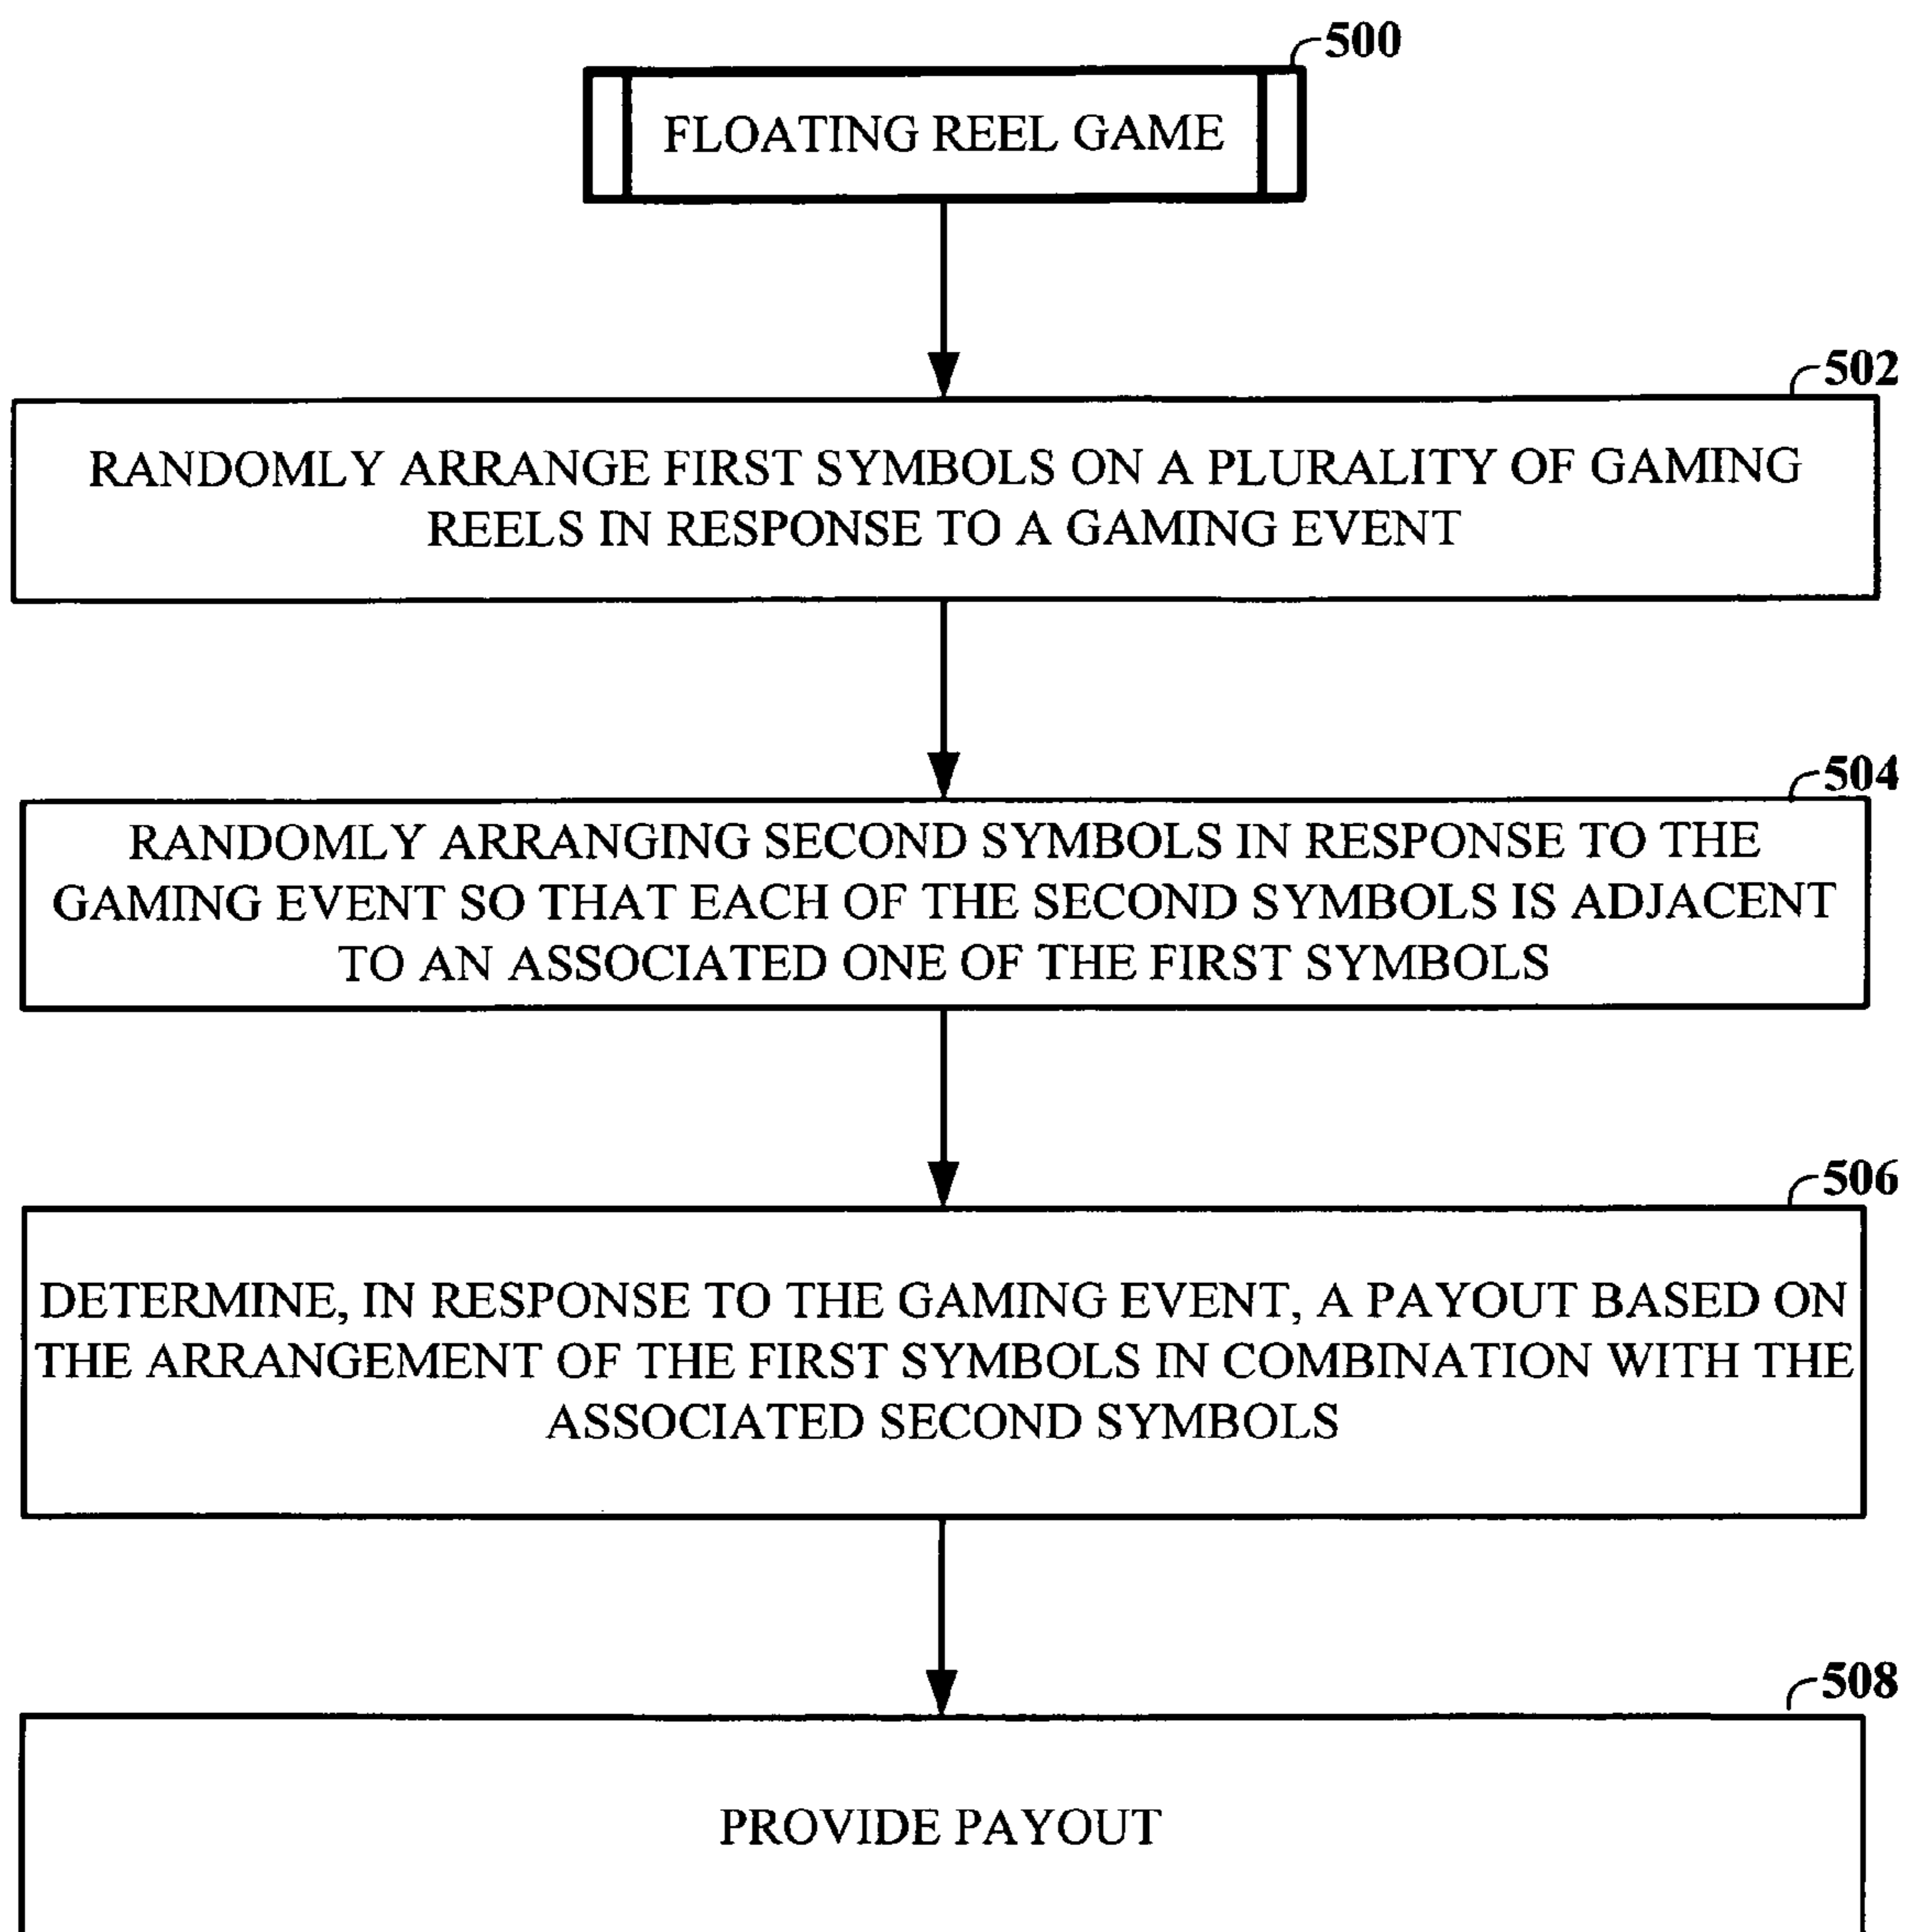 500
FLOATING REEL GAME
502
RANDOMLY ARRANGE FIRST SYMBOLS ON A PLURALITY OF GAMING
REELS IN RESPONSE TO A GAMING EVENT
504
RANDOMLY ARRANGING SECOND SYMBOLS IN RESPONSE TO THE
GAMING EVENT SO THAT EACH OF THE SECOND SYMBOLS IS ADJACENT
TO AN ASSOCIATED ONE OF THE FIRST SYMBOLS
506
DETERMINE, IN RESPONSE TO THE GAMING EVENT, A PAYOUT BASED ON
THE ARRANGEMENT OF THE FIRST SYMBOLS IN COMBINATION WITH THE
ASSOCIATED SECOND SYMBOLS
508
PROVIDE PAYOUT